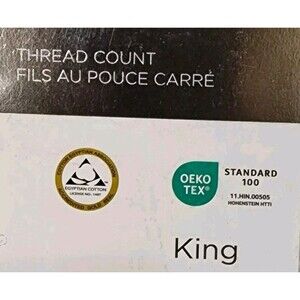 THREAD COUNT
FILS AU POUCE CARRÉ
EGYPTIAN COTTON
OEKO
TEX®
STANDARD
100
11.HIN.00505
HOHENSTEIN HTTI
King